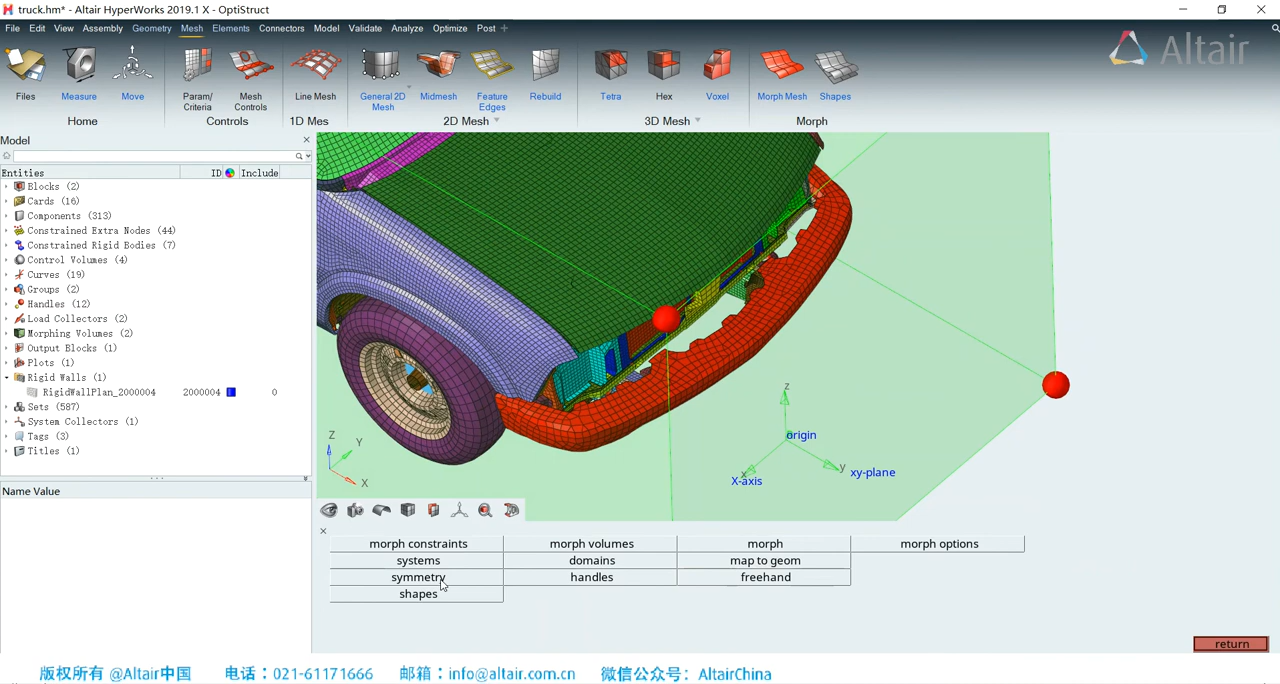 truck.hm* - Altair HyperWorks 2019.1 X - OptiStruct
File Edit View Assembly Geometry Mesh Elements Connectors Model Validate Analyze Optimize Post +
Files Measure Move Param/ Criteria Mesh Controls Line Mesh General 2D Mesh Midmesh Feature Edges Rebuild Tetra Hex Voxel Morph Mesh Shapes
Home Controls 1D Mes 2D Mesh 3D Mesh Morph
Altair
Model
Entities ID Include
Blocks (2)
Cards (16)
Components (313)
Constrained Extra Nodes (44)
Constrained Rigid Bodies (7)
Control Volumes (4)
Curves (19)
Groups (2)
Handles (12)
Load Collectors (2)
Morphing Volumes (2)
Output Blocks (1)
Plots (1)
Rigid Walls (1)
RigidWallPlan_2000004 2000004 0
Sets (587)
System Collectors (1)
Tags (3)
Titles (1)
Name Value
z
origin
y xy-plane
x
X-axis
Z
Y
X
morph constraints morph volumes morph morph options
systems domains map to geom
symmetry handles freehand
shapes
return
版权所有 @Altair中国 电话：021-61171666 邮箱：info@altair.com.cn 微信公众号：AltairChina